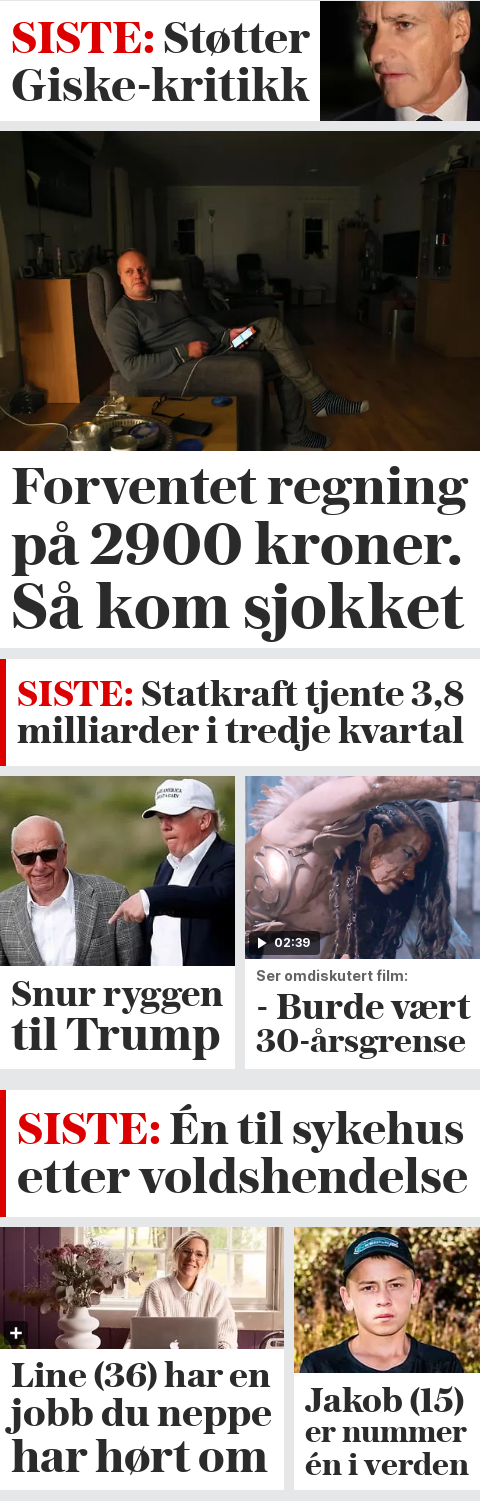 SISTE: Støtter
Giske-kritikk
Forventet regning
på 2900 kroner.
Så kom sjokket
SISTE: Statkraft tjente 3,8
milliarder i tredje kvartal
02:39
Snur ryggen
til Trump
Ser omdiskutert film:
- Burde vært
30-årsgrense
SISTE: Én til sykehus
etter voldshendelse
Line (36) har en
jobb du neppe
har hørt om
Jakob (15)
er nummer
én i verden